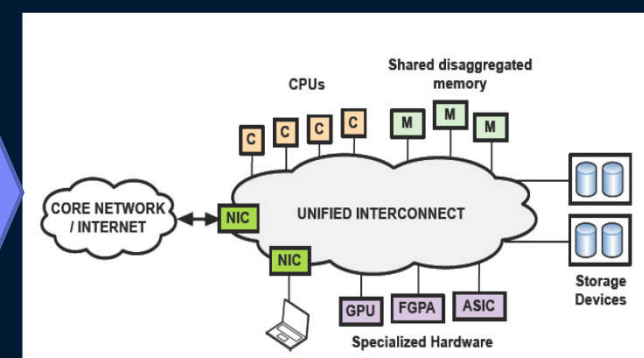 Shared disaggregated
memory
CPUs
C C C C
M M M
CORE NETWORK
/ INTERNET
NIC
UNIFIED INTERCONNECT
NIC
GPU FGPA ASIC
Specialized Hardware
Storage
Devices